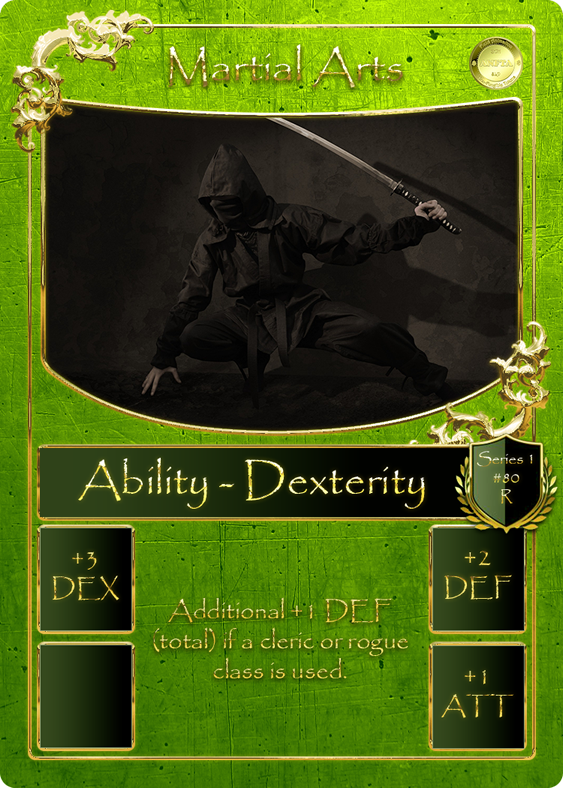 Martial Arts
Ability - Dexterity
Series 1
#80
R
+3
DEX
+2
DEF
Additional +1 DEF
(total) if a cleric or rogue
class is used.
+1
ATT